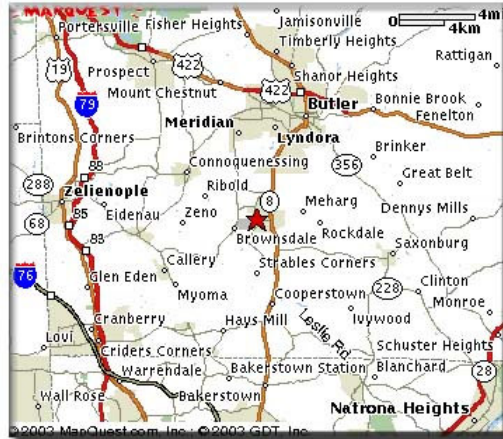 MAPQUEST
Portersville
Fisher Heights
Jamisonville
0 4mi
4km
Timberly Heights
Rattigan
19
Prospect
422
Shanor Heights
79
Mount Chestnut
422
Butler
Bonnie Brook
Fenelton
Meridian
Lyndora
Brintons Corners
Brinker
356
Connoquenessing
88
Great Belt
288
Zelienople
Ribold
8
Meharg
Dennys Mills
68
85
Eidenau
Zeno
Rockdale
83
Brownsdale
Saxonburg
76
Callery
Strables Corners
Glen Eden
228
Clinton
Myoma
Cooperstown
Monroe
Cranberry
Hays Mill
Leslie Rd
Ivywood
Lovi
Criders Corners
Schuster Heights
Warrendale
Bakerstown Station
Blanchard
28
Wall Rose
Bakerstown
Natrona Heights
©2003 MapQuest.com, Inc.; ©2003 GDT, Inc.